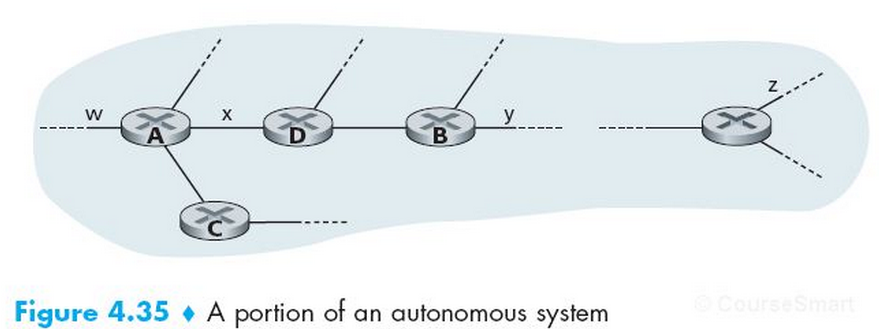 z
w
x
y
A
D
B
C
Figure 4.35 ♦ A portion of an autonomous system
© CourseSmart